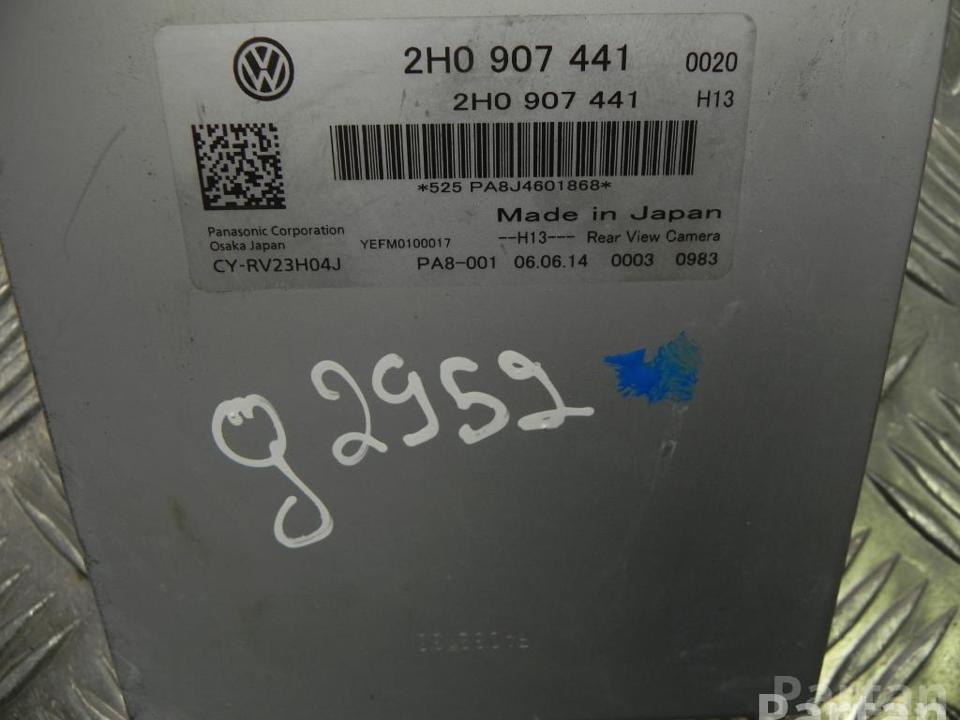 2H0 907 441 0020
2H0 907 441 H13
*525 PA8J4601868*
Made in Japan
Panasonic Corporation
Osaka Japan YEFM0100017 --H13--- Rear View Camera
CY-RV23H04J PA8-001 06.06.14 0003 0983
g2952
Partan
Partan